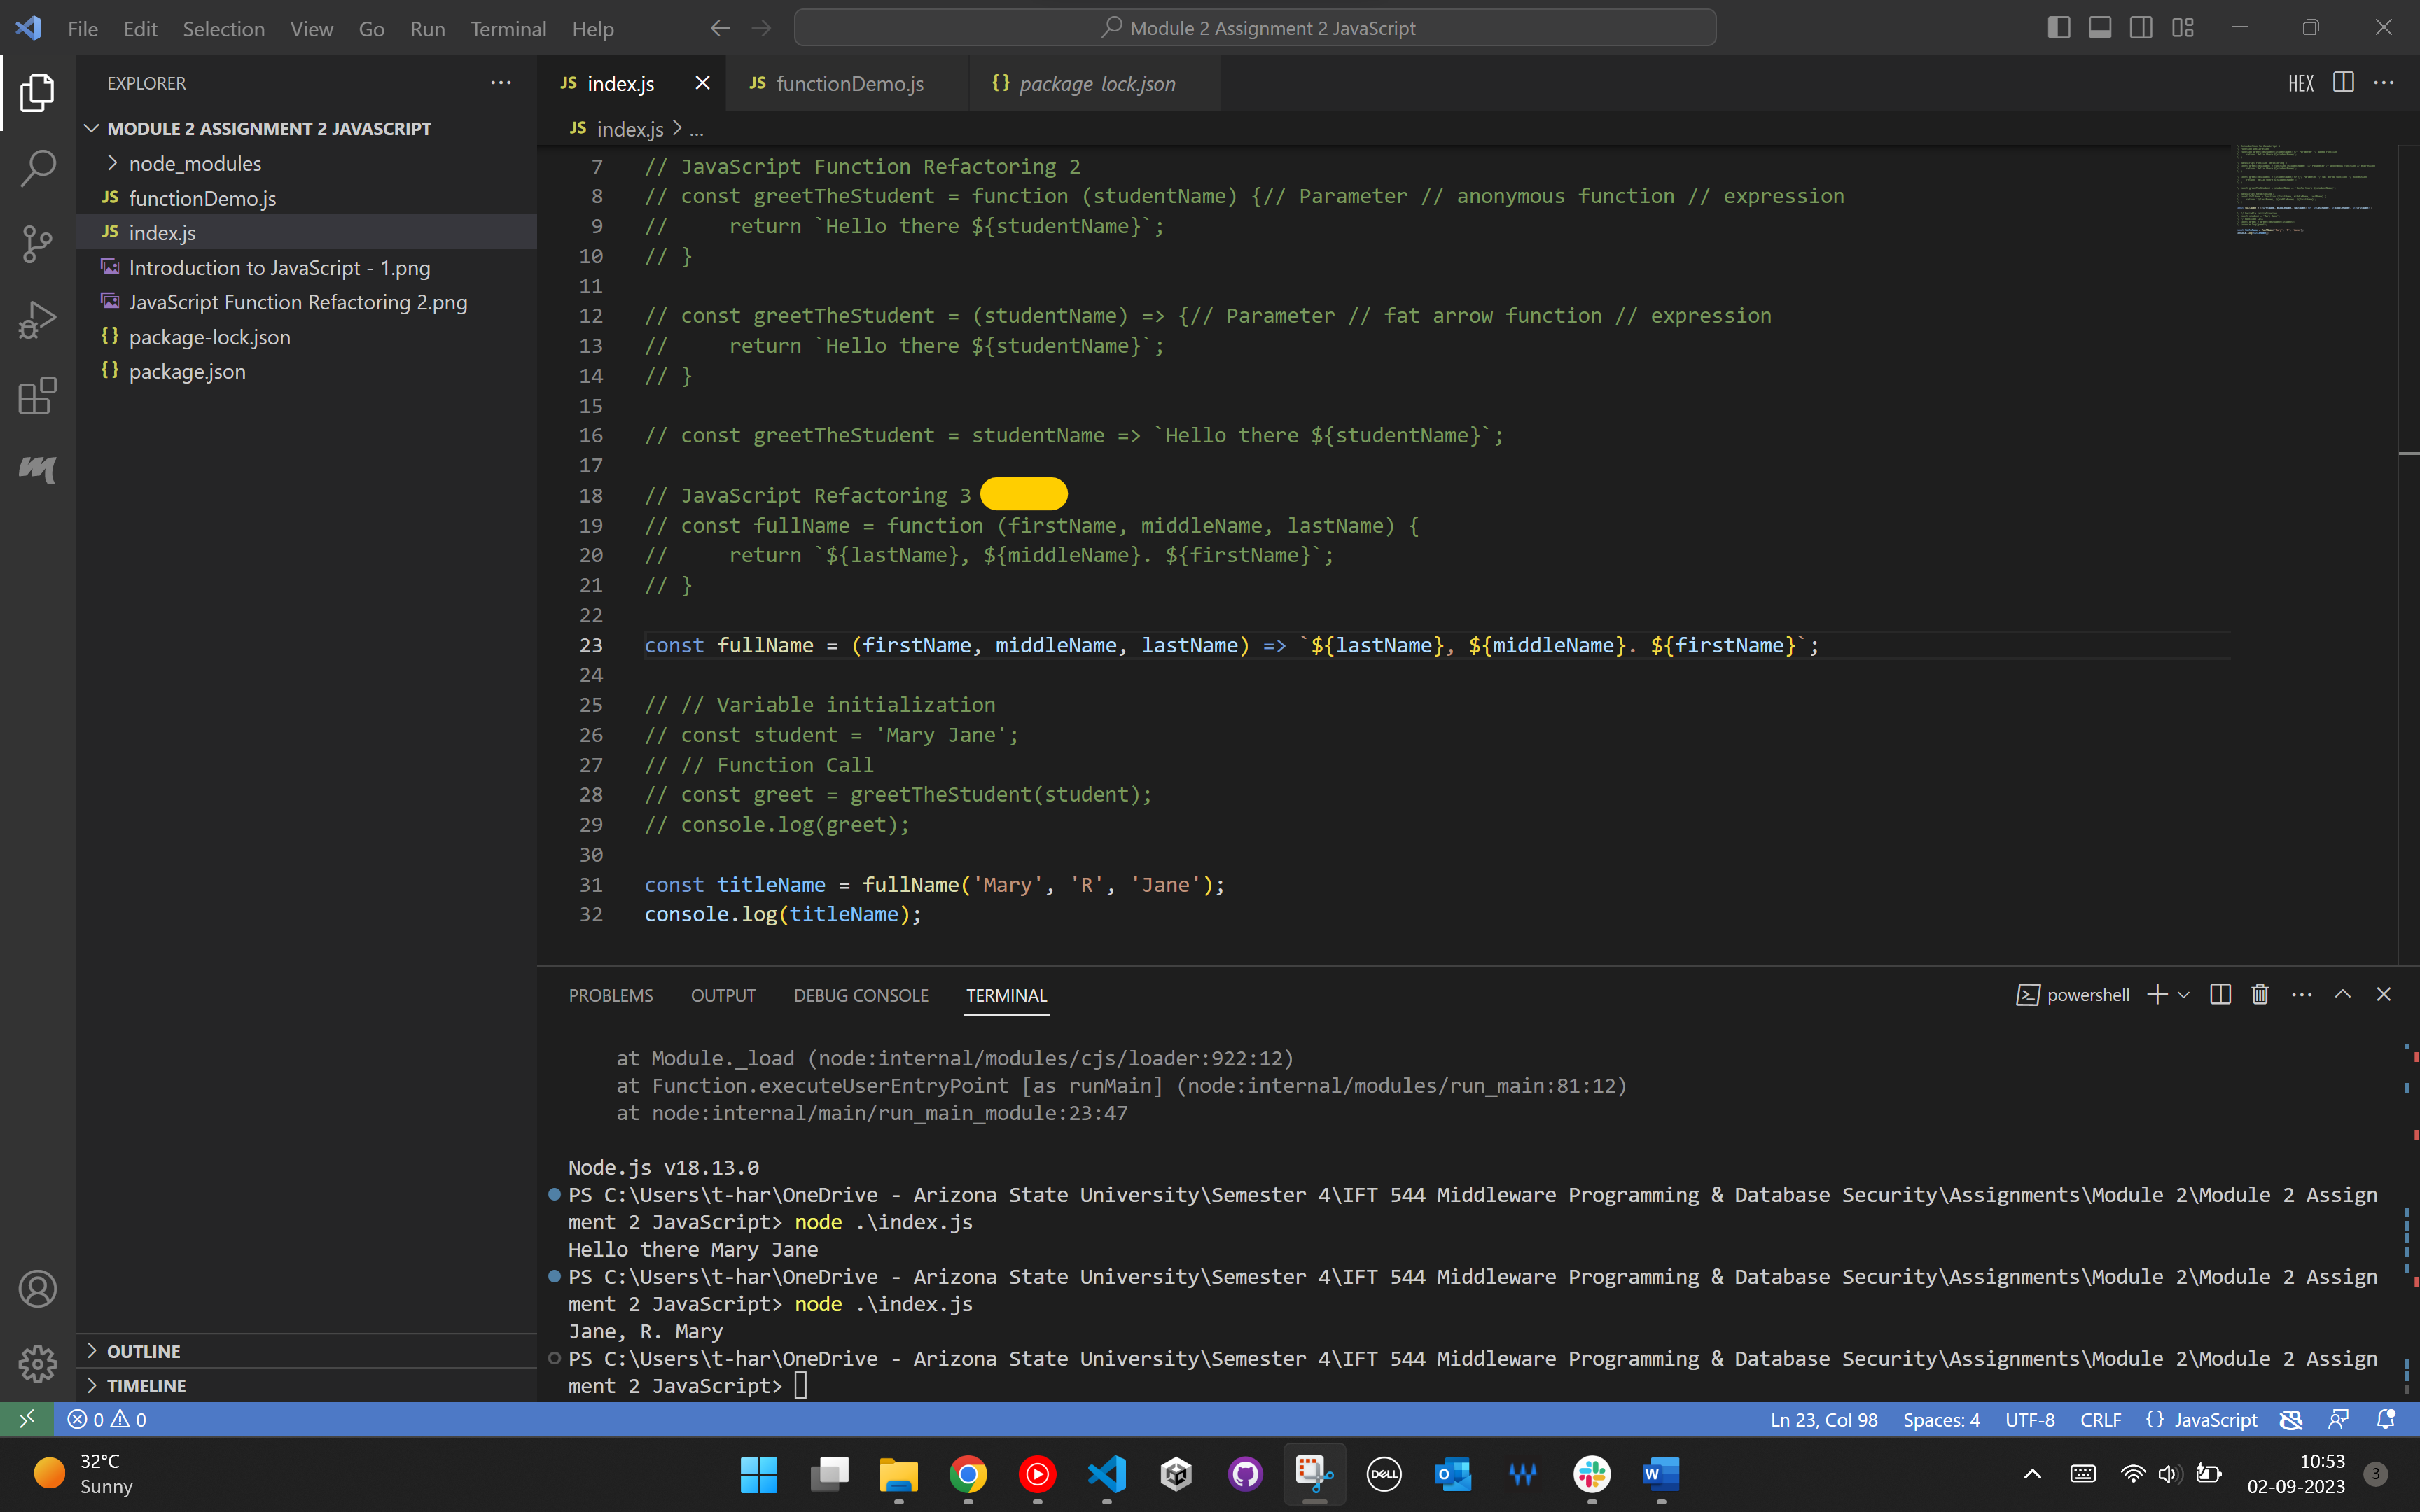 File Edit Selection View Go Run Terminal Help
Module 2 Assignment 2 JavaScript
EXPLORER
MODULE 2 ASSIGNMENT 2 JAVASCRIPT
node_modules
JS functionDemo.js
JS index.js
Introduction to JavaScript - 1.png
JavaScript Function Refactoring 2.png
{} package-lock.json
{} package.json
OUTLINE
TIMELINE
JS index.js
JS functionDemo.js
{} package-lock.json
HEX
JS index.js > ...
7 // JavaScript Function Refactoring 2
8 // const greetTheStudent = function (studentName) {// Parameter // anonymous function // expression
9 //     return `Hello there ${studentName}`;
10 // }
11
12 // const greetTheStudent = (studentName) => {// Parameter // fat arrow function // expression
13 //     return `Hello there ${studentName}`;
14 // }
15
16 // const greetTheStudent = studentName => `Hello there ${studentName}`;
17
18 // JavaScript Refactoring 3
19 // const fullName = function (firstName, middleName, lastName) {
20 //     return `${lastName}, ${middleName}. ${firstName}`;
21 // }
22
23 const fullName = (firstName, middleName, lastName) => `${lastName}, ${middleName}. ${firstName}`;
24
25 // // Variable initialization
26 // const student = 'Mary Jane';
27 // // Function Call
28 // const greet = greetTheStudent(student);
29 // console.log(greet);
30
31 const titleName = fullName('Mary', 'R', 'Jane');
32 console.log(titleName);
PROBLEMS OUTPUT DEBUG CONSOLE TERMINAL
powershell
at Module._load (node:internal/modules/cjs/loader:922:12)
at Function.executeUserEntryPoint [as runMain] (node:internal/modules/run_main:81:12)
at node:internal/main/run_main_module:23:47
Node.js v18.13.0
PS C:\Users\t-har\OneDrive - Arizona State University\Semester 4\IFT 544 Middleware Programming & Database Security\Assignments\Module 2\Module 2 Assign
ment 2 JavaScript> node .\index.js
Hello there Mary Jane
PS C:\Users\t-har\OneDrive - Arizona State University\Semester 4\IFT 544 Middleware Programming & Database Security\Assignments\Module 2\Module 2 Assign
ment 2 JavaScript> node .\index.js
Jane, R. Mary
PS C:\Users\t-har\OneDrive - Arizona State University\Semester 4\IFT 544 Middleware Programming & Database Security\Assignments\Module 2\Module 2 Assign
ment 2 JavaScript>
0 0
Ln 23, Col 98 Spaces: 4 UTF-8 CRLF {} JavaScript
32°C
Sunny
DELL
10:53
02-09-2023
3